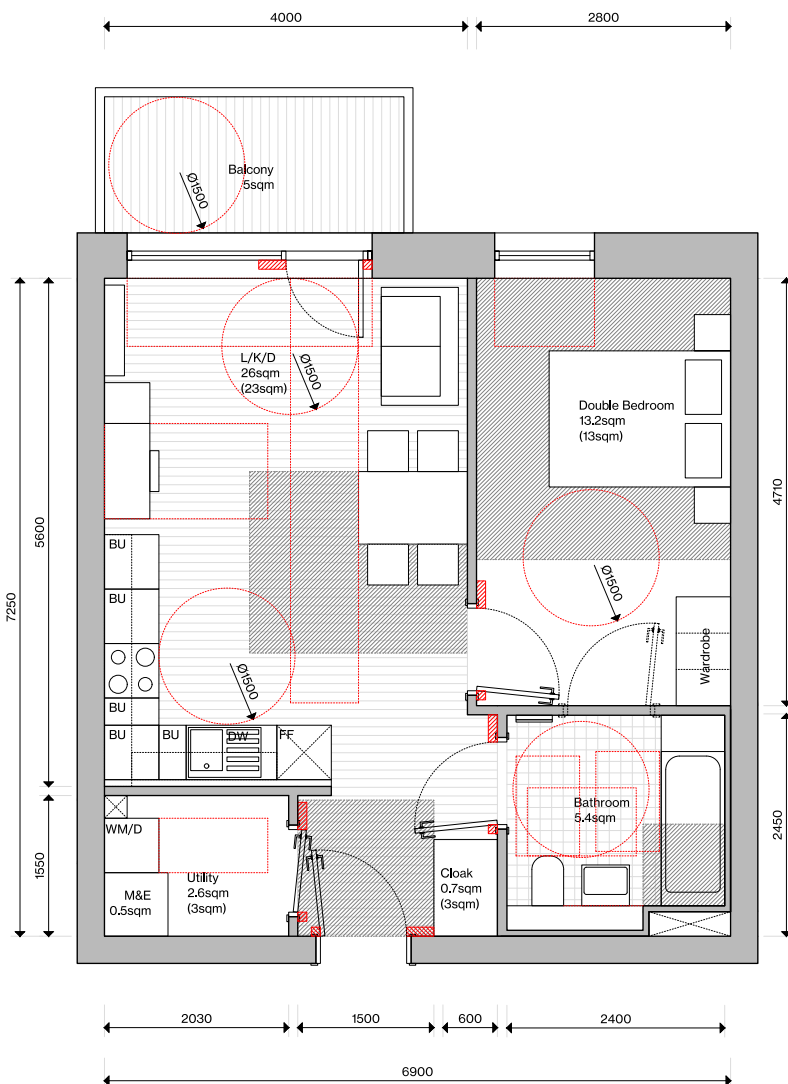 4000
2800
Balcony
5sqm
Ø1500
L/K/D
26sqm
(23sqm)
Ø1500
Double Bedroom
13.2sqm
(13sqm)
4710
5600
7250
BU
BU
Ø1500
Ø1500
Wardrobe
BU
BU
BU
DW
FF
Bathroom
5.4sqm
2450
WM/D
1550
Utility
2.6sqm
(3sqm)
M&E
0.5sqm
Cloak
0.7sqm
(3sqm)
2030
1500
600
2400
6900